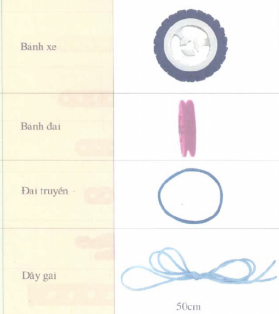 Bánh xe
Bánh đai
Đai truyền
Dây gai
50cm